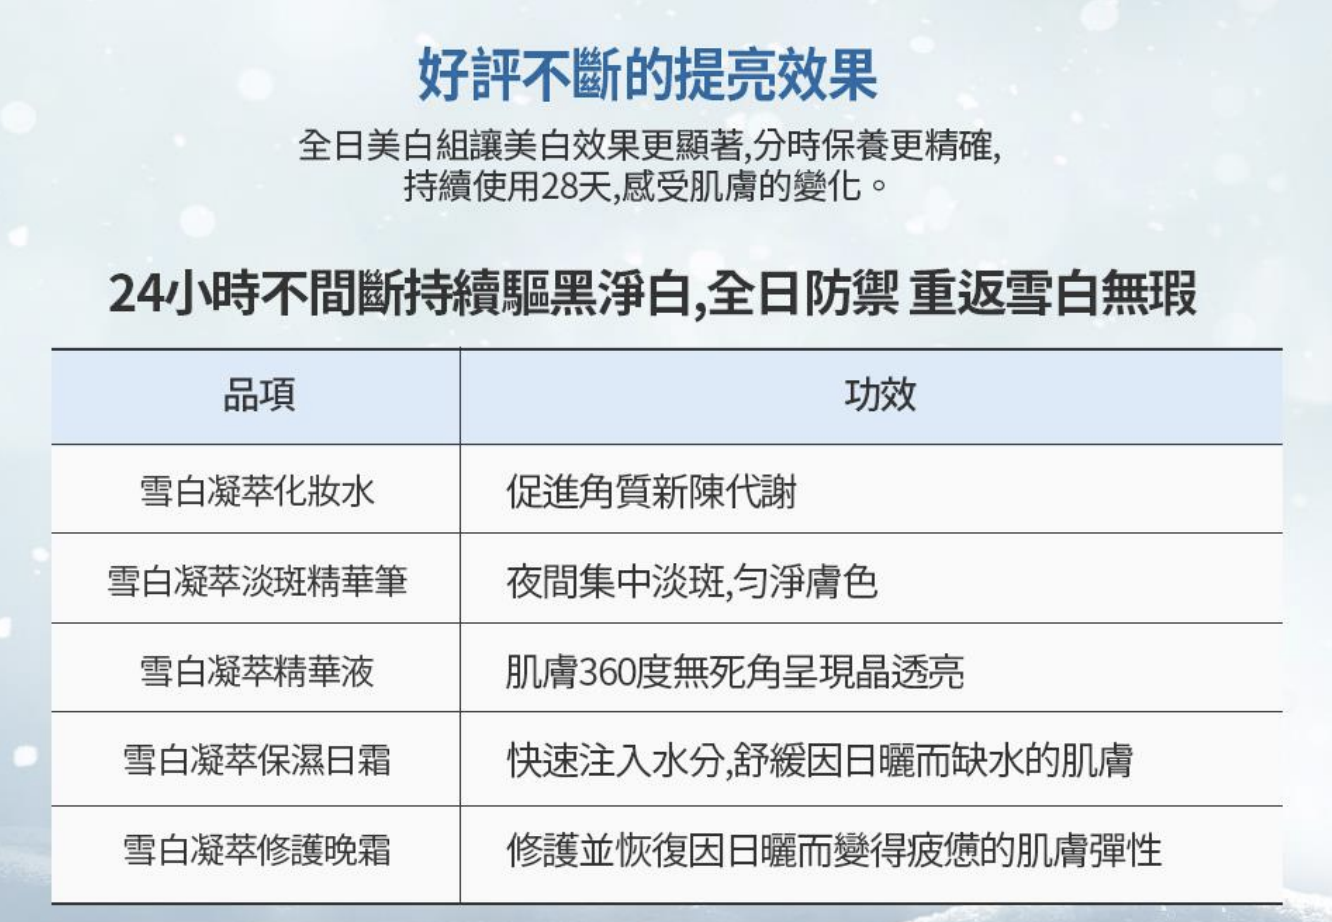 好評不斷的提亮效果
全日美白組讓美白效果更顯著,分時保養更精確,
持續使用28天,感受肌膚的變化。
24小時不間斷持續驅黑淨白,全日防禦 重返雪白無瑕
品項 功效
雪白凝萃化妝水 促進角質新陳代謝
雪白凝萃淡斑精華筆 夜間集中淡斑,勻淨膚色
雪白凝萃精華液 肌膚360度無死角呈現晶透亮
雪白凝萃保濕日霜 快速注入水分,舒緩因日曬而缺水的肌膚
雪白凝萃修護晚霜 修護並恢復因日曬而變得疲憊的肌膚彈性